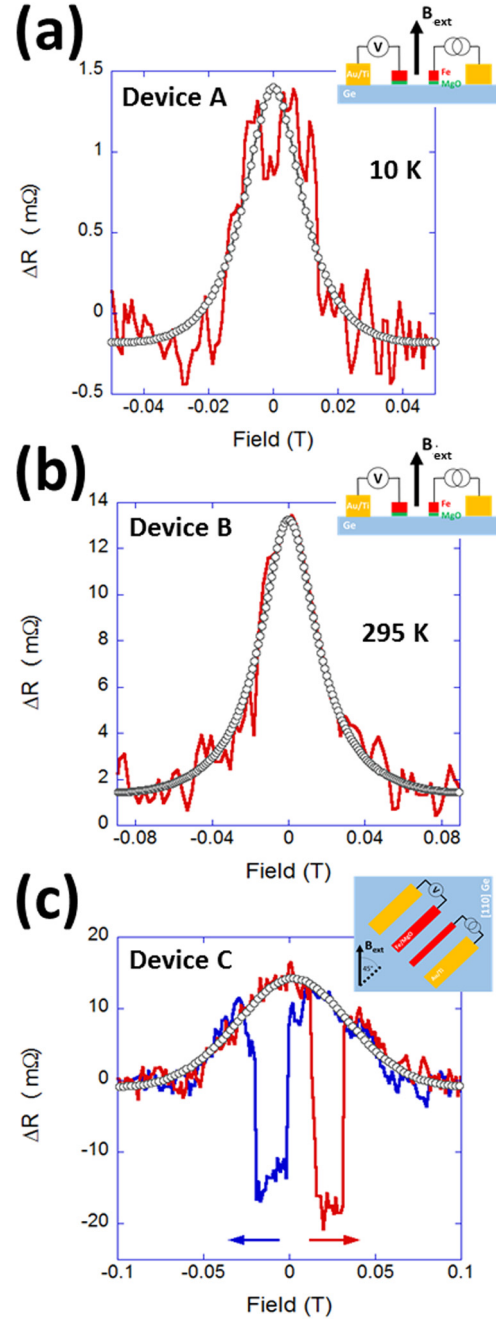 (a)
B ext
V
Au/Ti
Fe
MgO
Ge
Device A
10 K
1.5
1
0.5
0
-0.5
ΔR ( mΩ)
-0.04 -0.02 0 0.02 0.04
Field (T)
(b)
B ext
V
Au/Ti
Fe
MgO
Ge
Device B
295 K
14
12
10
8
6
4
2
0
ΔR ( mΩ)
-0.08 -0.04 0 0.04 0.08
Field (T)
(c)
V
[110] Ge
Fe/MgO
B ext
45°
Au/Ti
Device C
20
10
0
-10
-20
ΔR ( mΩ)
-0.1 -0.05 0 0.05 0.1
Field (T)